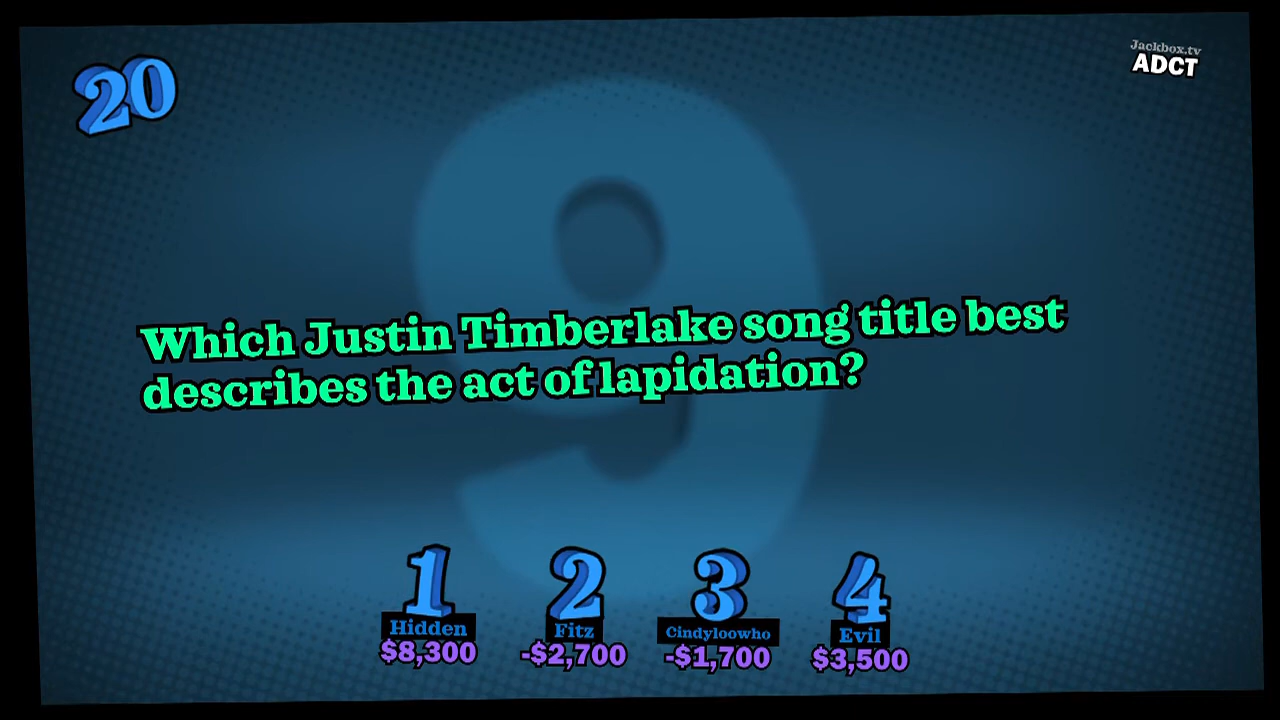 20
Jackbox.tv
ADCT
9
Which Justin Timberlake song title best
describes the act of lapidation?
1 2 3 4
Hidden Fitz Cindyloowho Evil
$8,300 -$2,700 -$1,700 $3,500